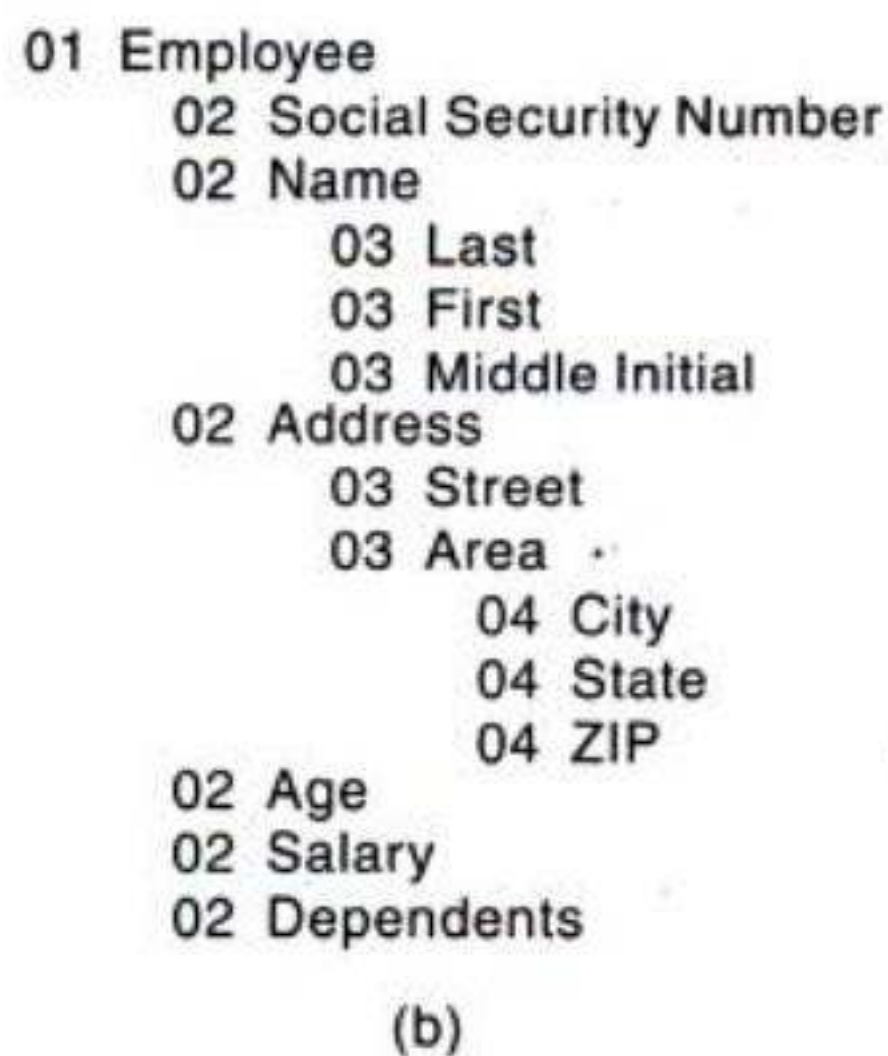 01 Employee
02 Social Security Number
02 Name
03 Last
03 First
03 Middle Initial
02 Address
03 Street
03 Area
04 City
04 State
04 ZIP
02 Age
02 Salary
02 Dependents
(b)